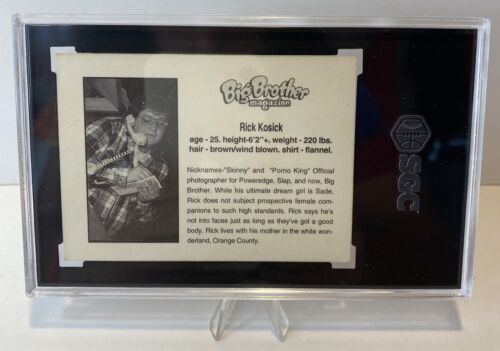 Big Brother
magazine
Rick Kosick
age - 25. height-6'2"+. weight - 220 lbs.
hair - brown/wind blown. shirt - flannel.
Nicknames-"Skinny" and "Porno King" Official
photographer for Poweredge, Slap, and now, Big
Brother. While his ultimate dream girl is Sade,
Rick does not subject prospective female com-
panions to such high standards. Rick says he's
not into faces just as long as they've got a good
body. Rick lives with his mother in the white won-
derland, Orange County.
SGC